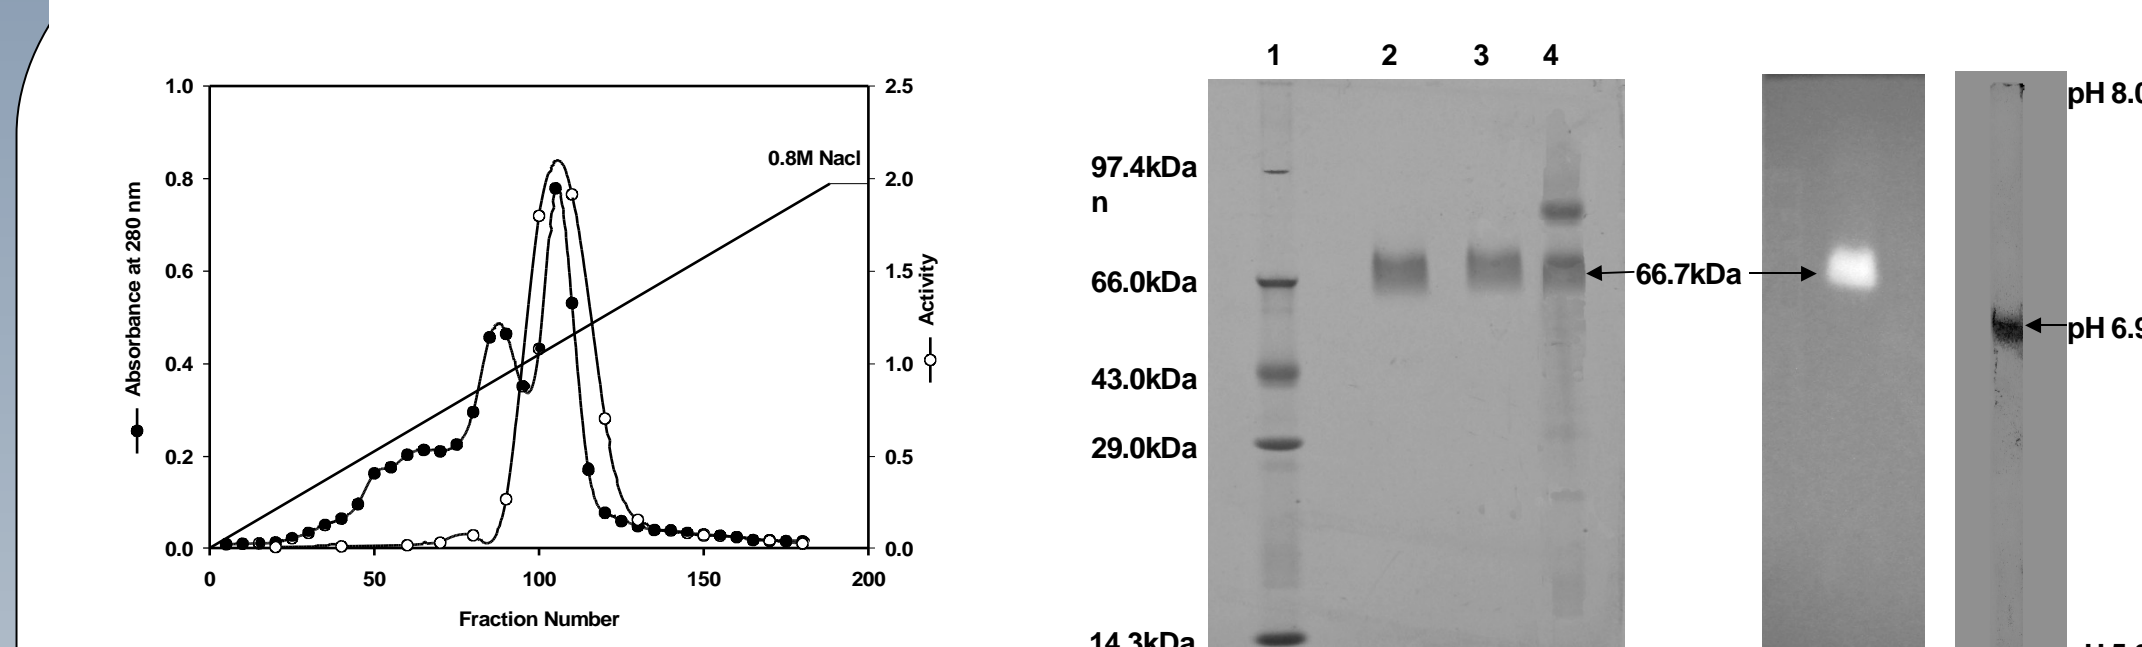 1.0
0.8
0.6
0.4
0.2
0.0
Absorbance at 280 nm
2.5
2.0
1.5
1.0
0.5
0.0
Activity
0.8M NacI
0 50 100 150 200
Fraction Number
1 2 3 4
97.4kDa
n
66.0kDa
43.0kDa
29.0kDa
14.3kDa
66.7kDa
pH 8.0
pH 6.9